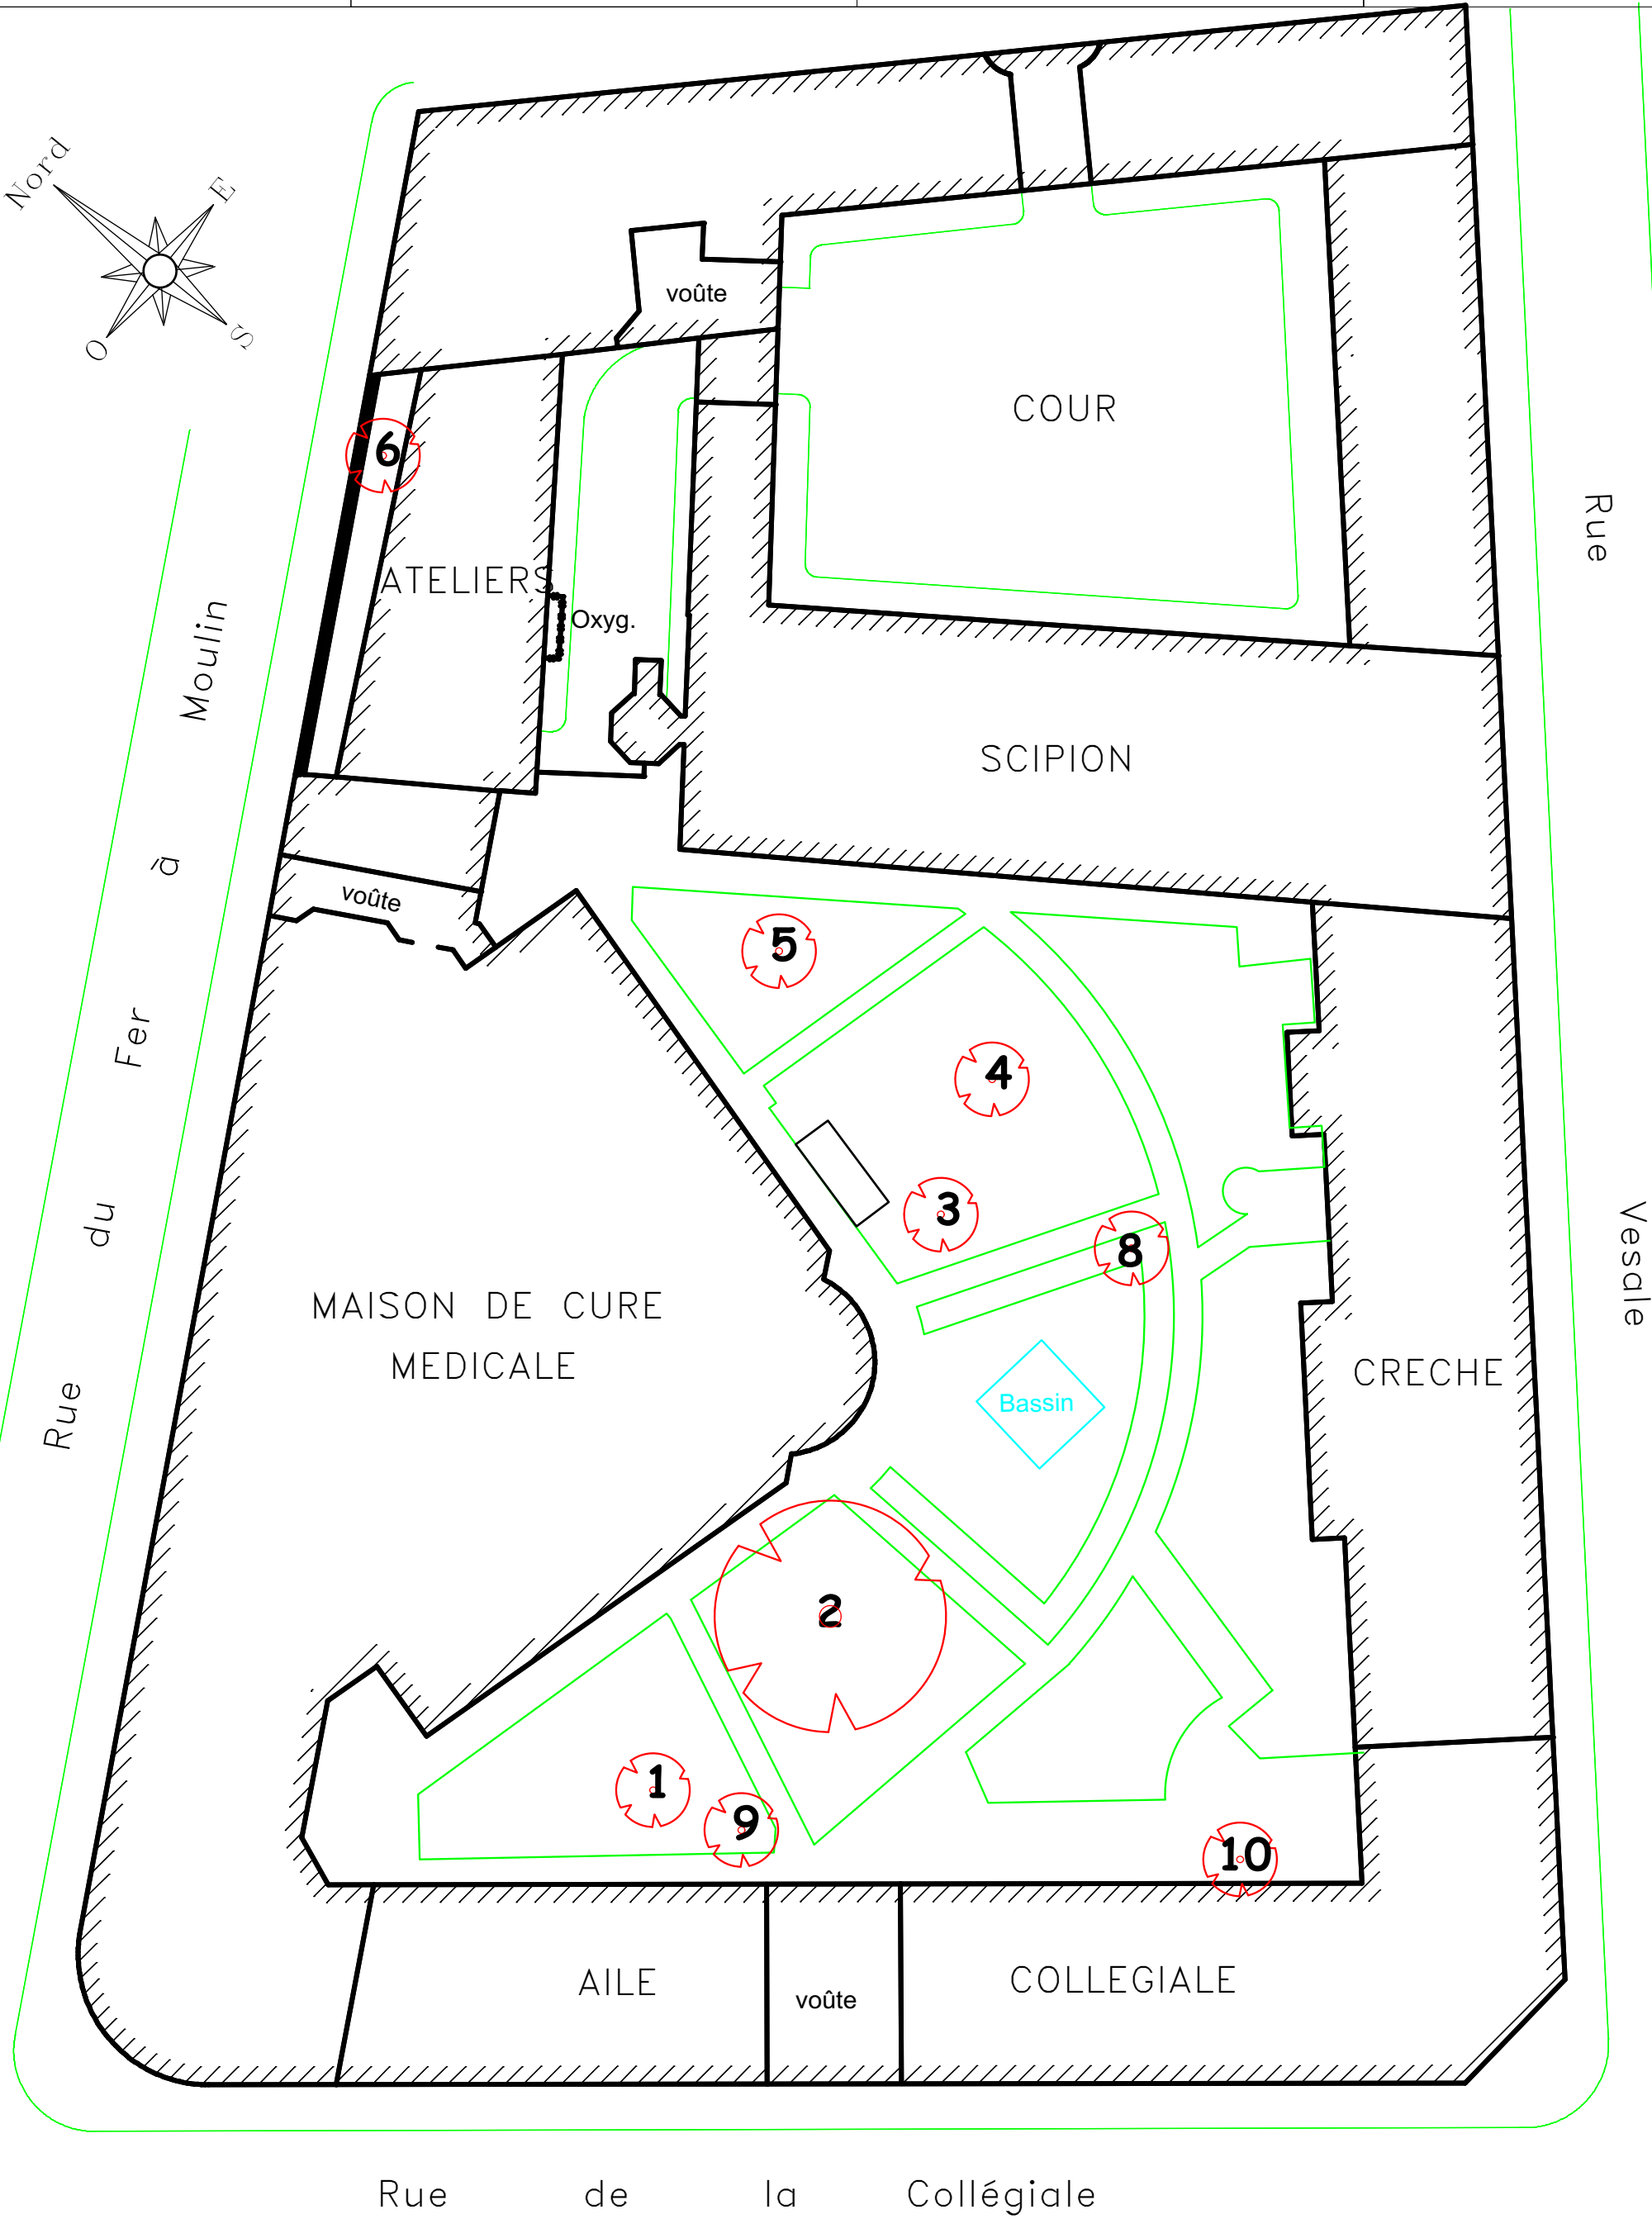 Nord
E
voûte
O
S
COUR
6
Rue
ATELIERS
Oxyg.
Moulin
SCIPION
à
voûte
5
Fer
4
du
3
8
Vesale
MAISON DE CURE
MEDICALE
CRECHE
Rue
Bassin
2
1
9
10
AILE
voûte
COLLEGIALE
Rue de la Collégiale